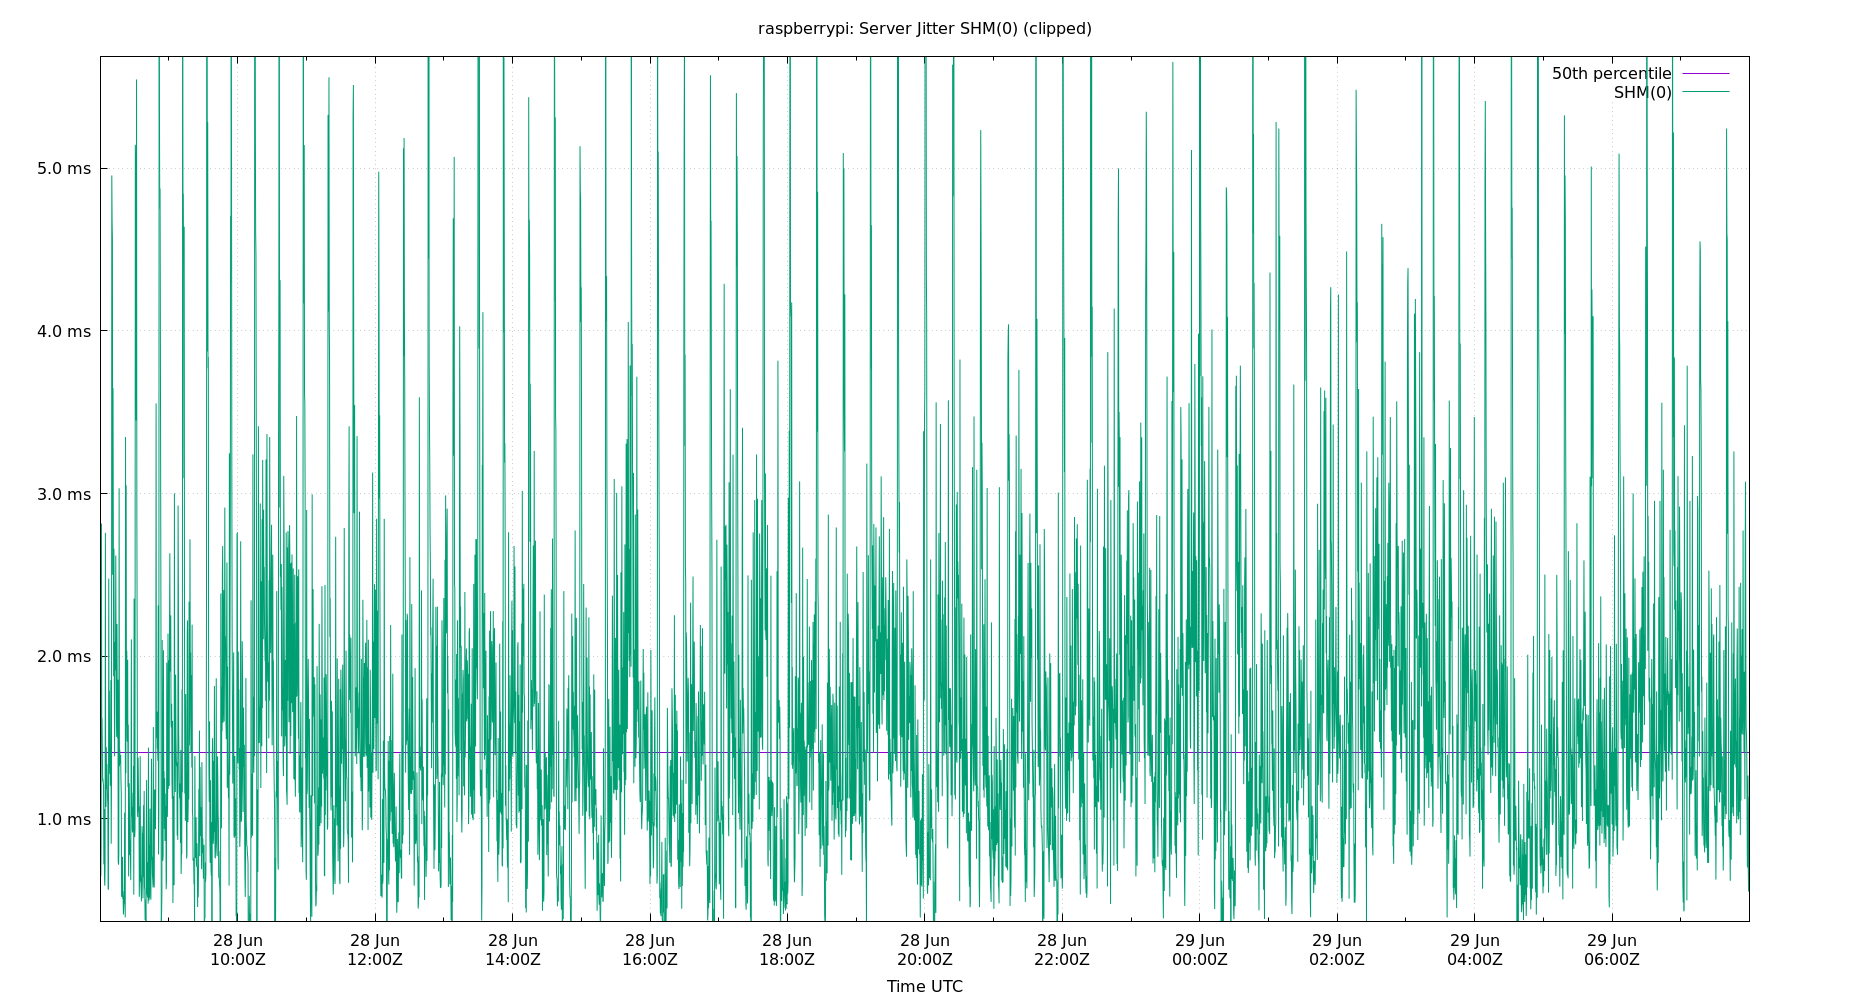 raspberrypi: Server Jitter SHM(0) (clipped)
50th percentile
SHM(0)
5.0 ms
4.0 ms
3.0 ms
2.0 ms
1.0 ms
28 Jun 28 Jun 28 Jun 28 Jun 28 Jun 28 Jun 28 Jun 29 Jun 29 Jun 29 Jun 29 Jun
10:00Z 12:00Z 14:00Z 16:00Z 18:00Z 20:00Z 22:00Z 00:00Z 02:00Z 04:00Z 06:00Z
Time UTC